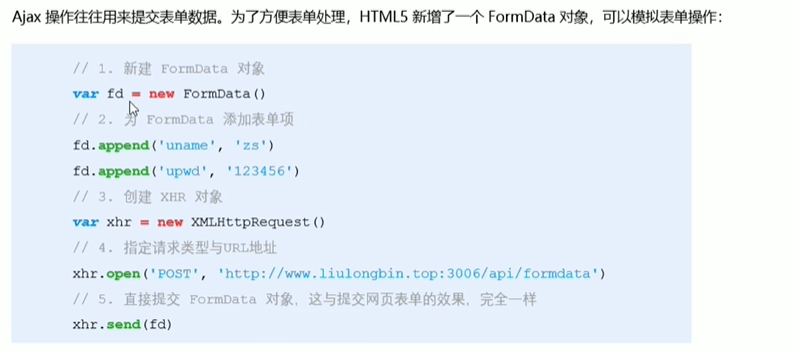 Ajax 操作往往用来提交表单数据。为了方便表单处理，HTML5 新增了一个 FormData 对象，可以模拟表单操作：
// 1. 新建 FormData 对象
var fd = new FormData()
// 2. 为 FormData 添加表单项
fd.append('uname', 'zs')
fd.append('upwd', '123456')
// 3. 创建 XHR 对象
var xhr = new XMLHttpRequest()
// 4. 指定请求类型与URL地址
xhr.open('POST', 'http://www.liulongbin.top:3006/api/formdata')
// 5. 直接提交 FormData 对象，这与提交网页表单的效果，完全一样
xhr.send(fd)